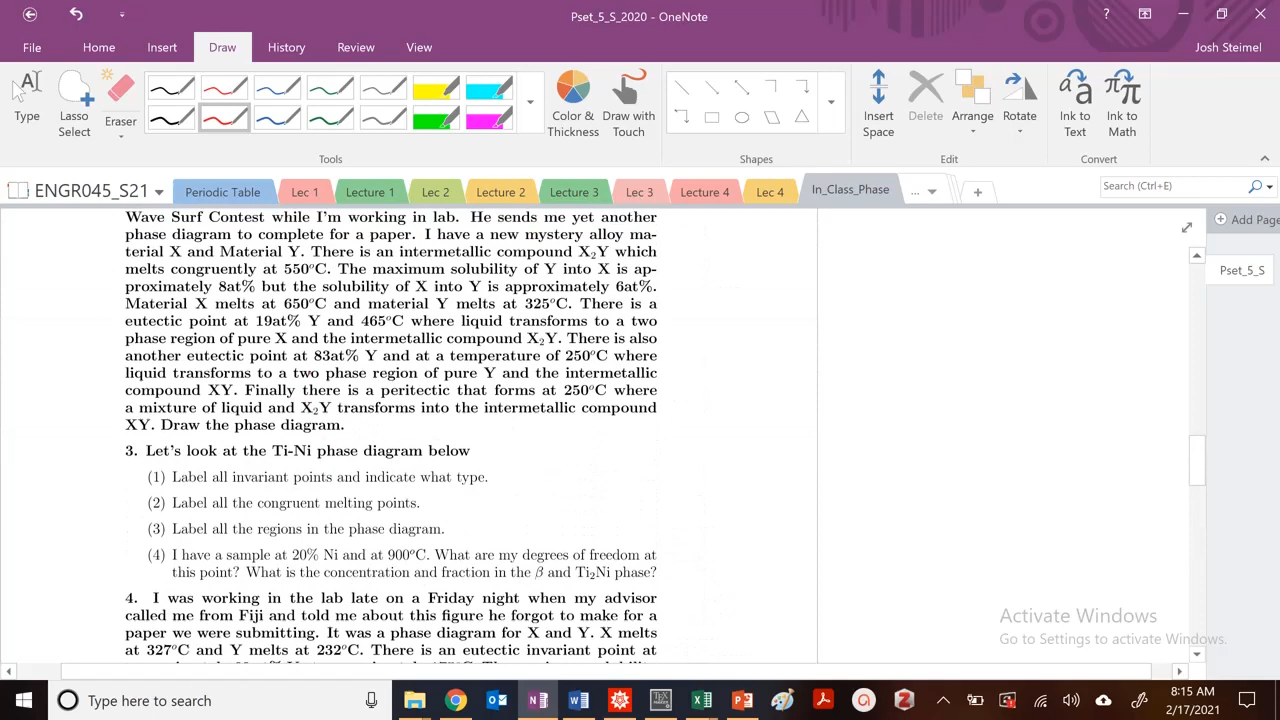 Pset_5_S_2020 - OneNote
?
File
Home
Insert
Draw
History
Review
View
Josh Steimel
Type
Lasso
Select
Eraser
Color &
Thickness
Draw with
Touch
Insert
Space
Delete
Arrange
Rotate
Ink to
Text
Ink to
Math
Tools
Shapes
Edit
Convert
ENGR045_S21
Periodic Table
Lec 1
Lecture 1
Lec 2
Lecture 2
Lecture 3
Lec 3
Lecture 4
Lec 4
In_Class_Phase
...
Search (Ctrl+E)
Add Page
Pset_5_S
Wave Surf Contest while I'm working in lab. He sends me yet another
phase diagram to complete for a paper. I have a new mystery alloy ma-
terial X and Material Y. There is an intermetallic compound X₂Y which
melts congruently at 550°C. The maximum solubility of Y into X is ap-
proximately 8at% but the solubility of X into Y is approximately 6at%.
Material X melts at 650°C and material Y melts at 325°C. There is a
eutectic point at 19at% Y and 465°C where liquid transforms to a two
phase region of pure X and the intermetallic compound X₂Y. There is also
another eutectic point at 83at% Y and at a temperature of 250°C where
liquid transforms to a two phase region of pure Y and the intermetallic
compound XY. Finally there is a peritectic that forms at 250°C where
a mixture of liquid and X₂Y transforms into the intermetallic compound
XY. Draw the phase diagram.
3. Let's look at the Ti-Ni phase diagram below
(1) Label all invariant points and indicate what type.
(2) Label all the congruent melting points.
(3) Label all the regions in the phase diagram.
(4) I have a sample at 20% Ni and at 900°C. What are my degrees of freedom at
this point? What is the concentration and fraction in the β and Ti₂Ni phase?
4. I was working in the lab late on a Friday night when my advisor
called me from Fiji and told me about this figure he forgot to make for a
paper we were submitting. It was a phase diagram for X and Y. X melts
at 327°C and Y melts at 232°C. There is an eutectic invariant point at
Activate Windows
Go to Settings to activate Windows.
Type here to search
8:15 AM
2/17/2021